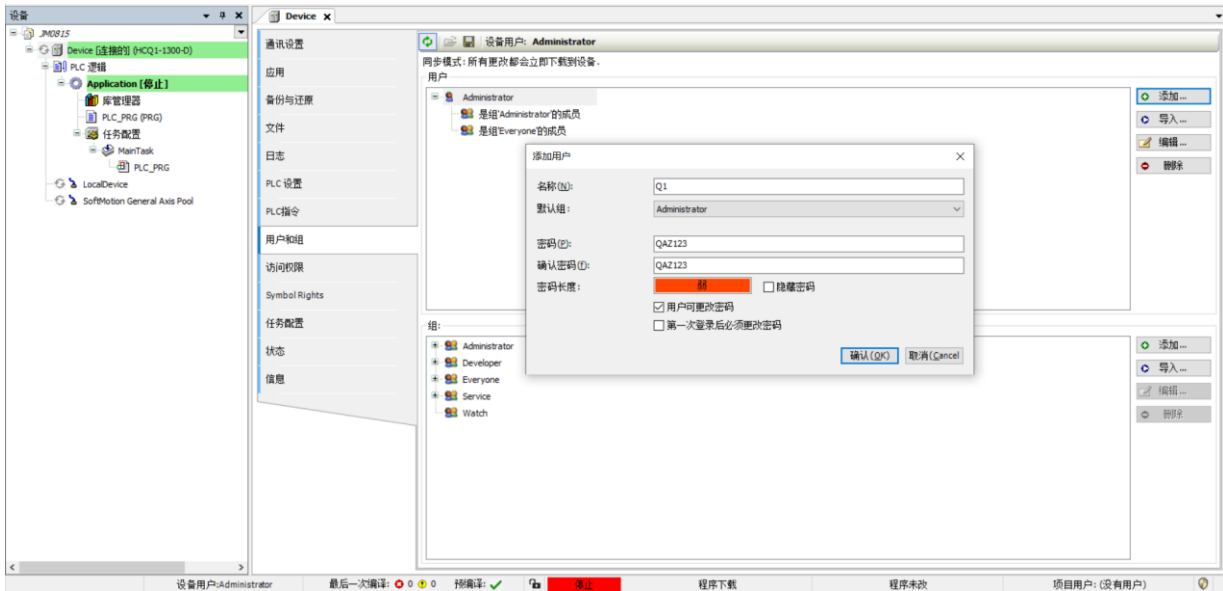 设备
Device
JM0815
Device [连接的] (HCQ1-1300-D)
PLC 逻辑
Application [停止]
库管理器
PLC_PRG (PRG)
任务配置
MainTask
PLC_PRG
LocalDevice
SoftMotion General Axis Pool
通讯设置
应用
备份与还原
文件
日志
PLC 设置
PLC指令
用户和组
访问权限
Symbol Rights
任务配置
状态
信息
设备用户: Administrator
同步模式:所有更改都会立即下载到设备.
用户
Administrator
是组'Administrator'的成员
是组'Everyone'的成员
添加...
导入...
编辑...
删除
添加用户
名称(N): Q1
默认组: Administrator
密码(P): QAZ123
确认密码(f): QAZ123
密码长度: 弱 隐藏密码
用户可更改密码
第一次登录后必须更改密码
确认(OK) 取消(Cancel
组:
Administrator
Developer
Everyone
Service
Watch
添加...
导入...
编辑...
删除
设备用户:Administrator 最后一次编译: 0 0 预编译: 停止 程序下载 程序未改 项目用户: (没有用户)